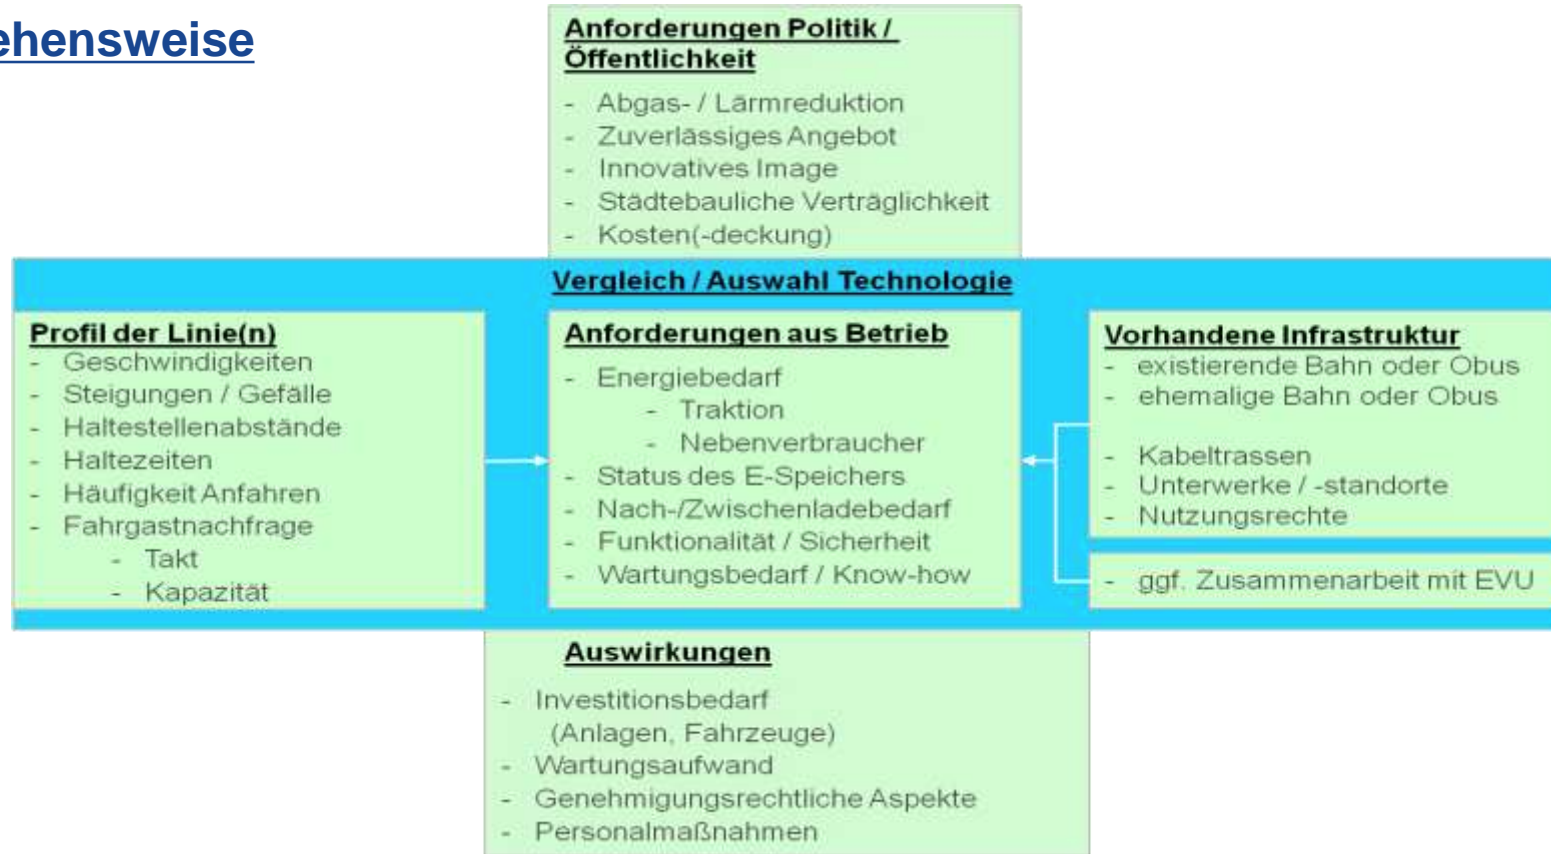 ehensweise
Anforderungen Politik /
Öffentlichkeit
- Abgas- / Lärmreduktion
- Zuverlässiges Angebot
- Innovatives Image
- Städtebauliche Verträglichkeit
- Kosten(-deckung)
Vergleich / Auswahl Technologie
Profil der Linie(n)
- Geschwindigkeiten
- Steigungen / Gefälle
- Haltestellenabstände
- Haltezeiten
- Häufigkeit Anfahren
- Fahrgastnachfrage
- Takt
- Kapazität
Anforderungen aus Betrieb
- Energiebedarf
- Traktion
- Nebenverbraucher
- Status des E-Speichers
- Nach-/Zwischenladebedarf
- Funktionalität / Sicherheit
- Wartungsbedarf / Know-how
Vorhandene Infrastruktur
- existierende Bahn oder Obus
- ehemalige Bahn oder Obus
- Kabeltrassen
- Unterwerke / -standorte
- Nutzungsrechte
- ggf. Zusammenarbeit mit EVU
Auswirkungen
- Investitionsbedarf
(Anlagen, Fahrzeuge)
- Wartungsaufwand
- Genehmigungsrechtliche Aspekte
- Personalmaßnahmen